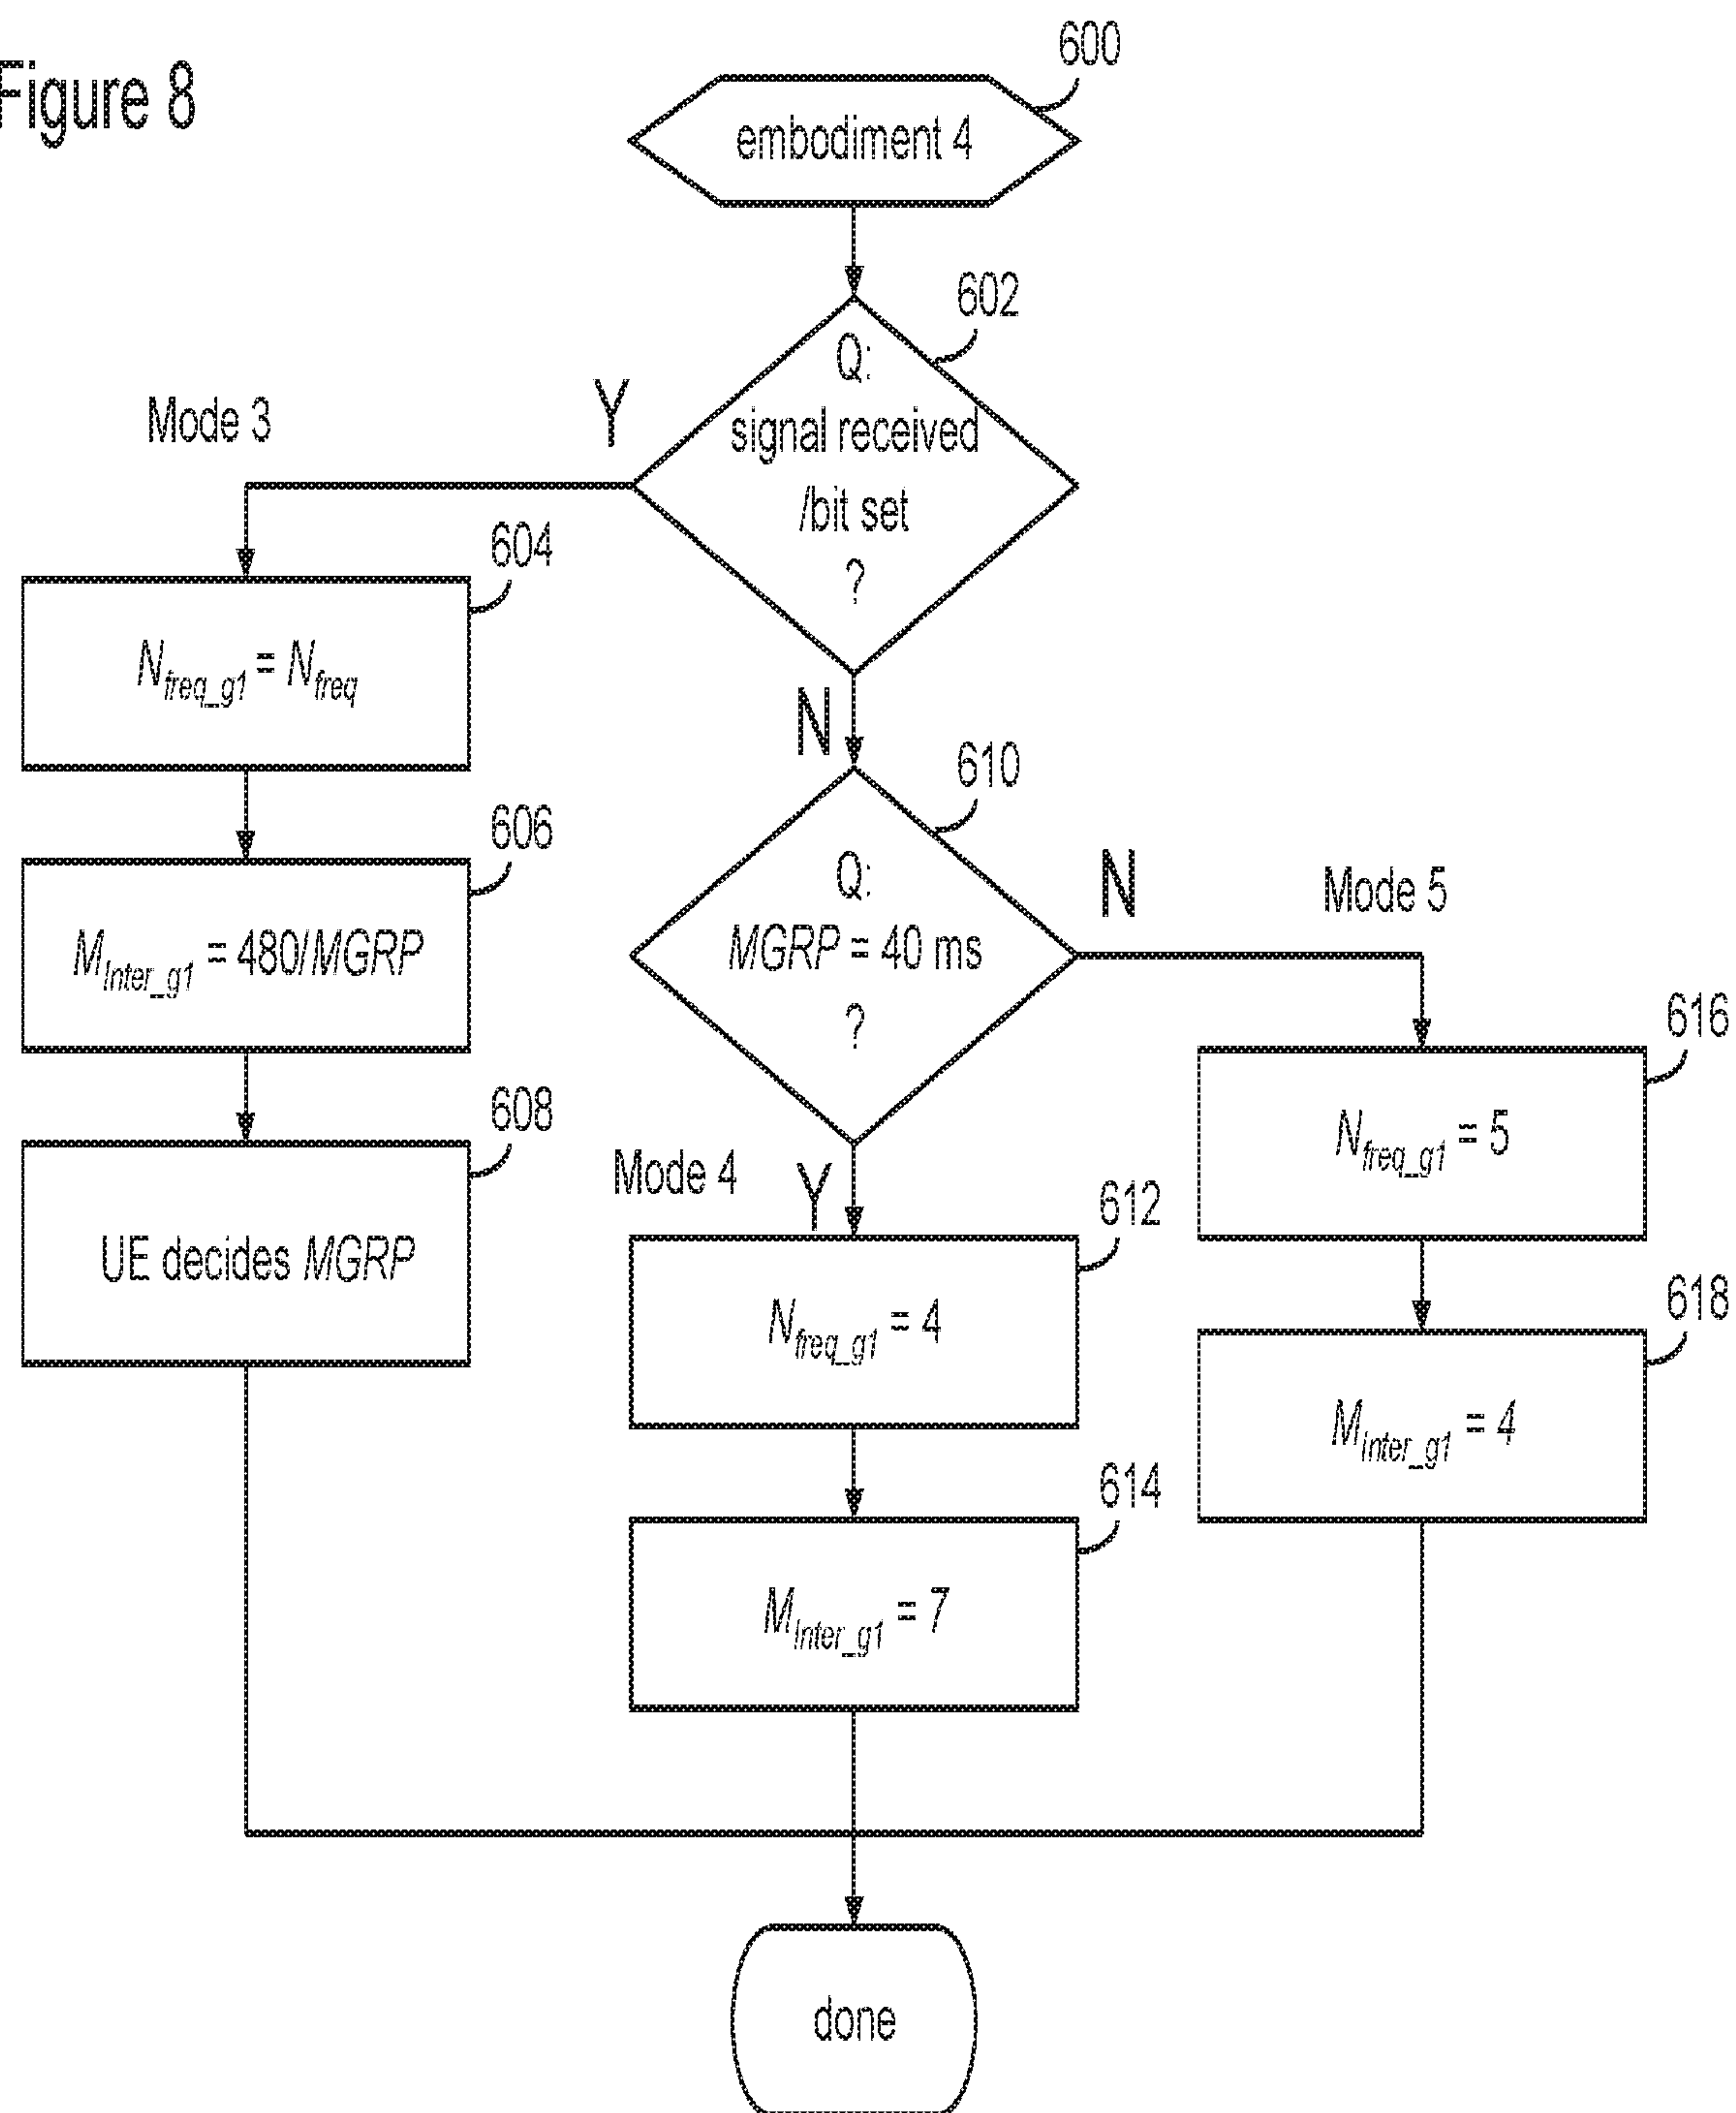 Figure 8
600
embodiment 4
602
Q:
signal received
/bit set
?
Y
Mode 3
604
N_freq_g1 = N_freq
606
M_Inter_g1 = 480/MGRP
608
UE decides MGRP
N
610
Q:
MGRP = 40 ms
?
N
Mode 5
616
N_freq_g1 = 5
618
M_Inter_g1 = 4
Mode 4
Y
612
N_freq_g1 = 4
614
M_Inter_g1 = 7
done